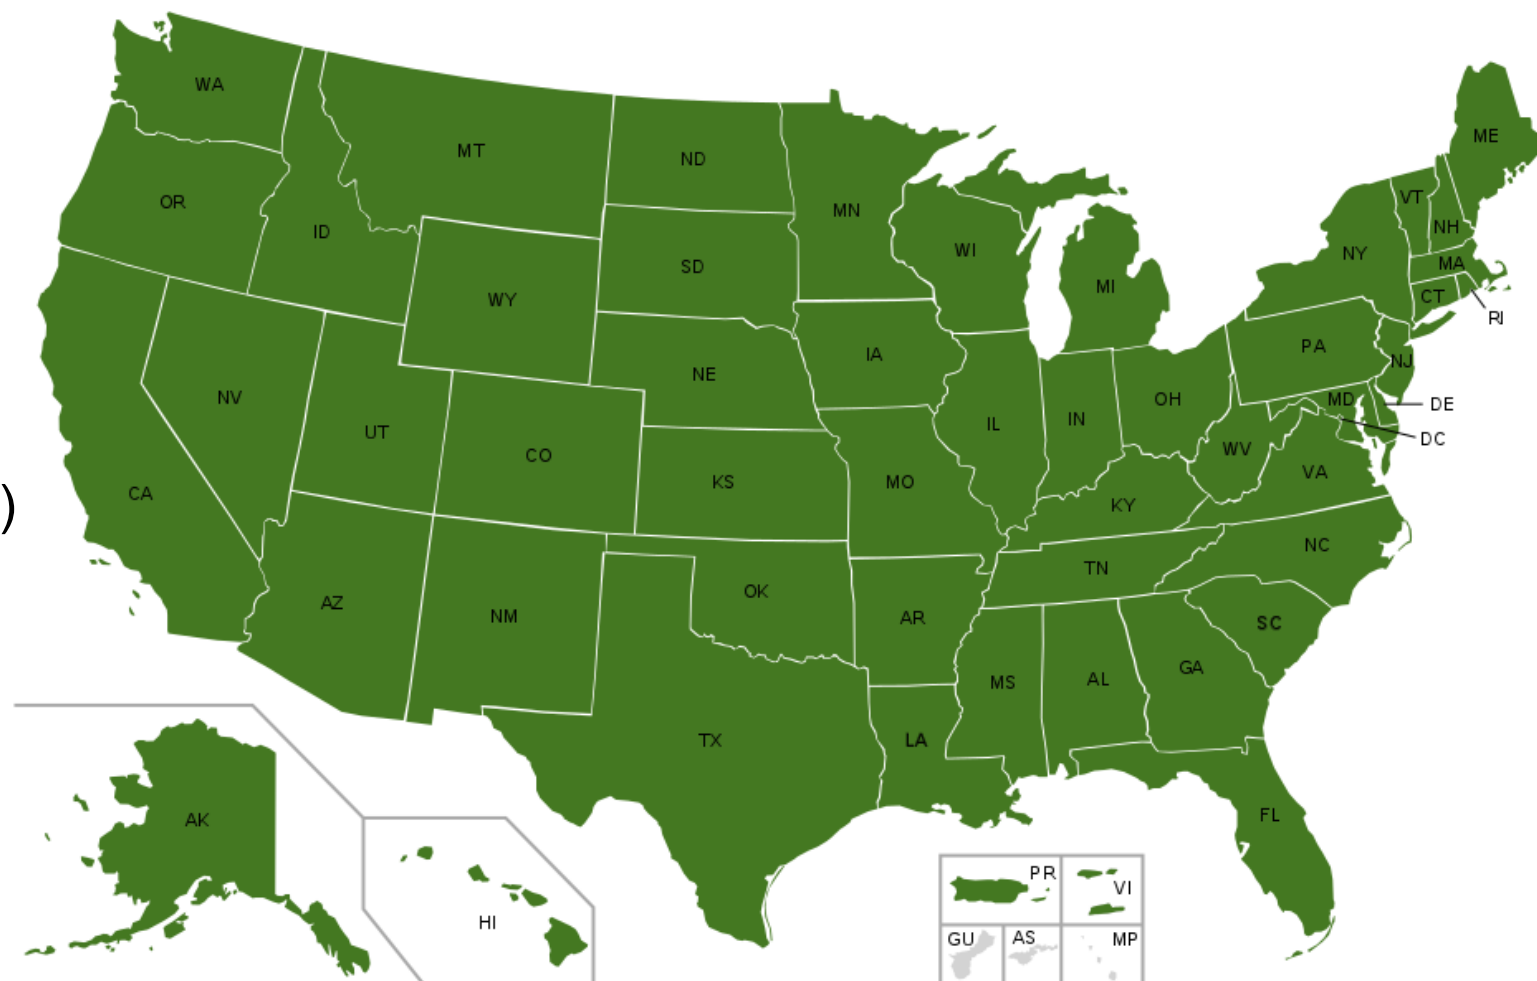 WA
MT
ND
ME
OR
ID
MN
VT
NH
WI
NY
MA
SD
MI
CT
WY
RI
PA
IA
NJ
NE
NV
OH
MD
DE
UT
IN
IL
DC
CO
WV
KS
MO
VA
CA
)
KY
NC
TN
OK
AZ
NM
AR
SC
GA
MS
AL
TX
LA
FL
AK
PR
VI
HI
GU
AS
MP